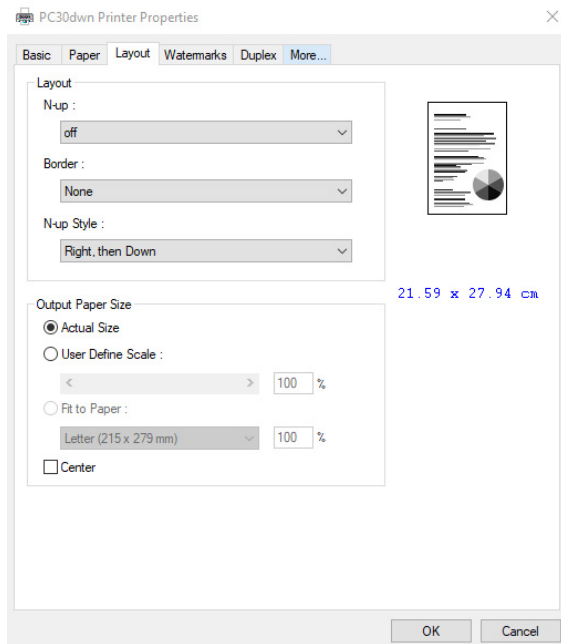 PC30dwn Printer Properties
Basic Paper Layout Watermarks Duplex More...
Layout
N-up :
off
Border :
None
N-up Style :
Right, then Down
21.59 x 27.94 cm
Output Paper Size
Actual Size
User Define Scale :
100 %
Fit to Paper :
Letter (215 x 279 mm) 100 %
Center
OK Cancel